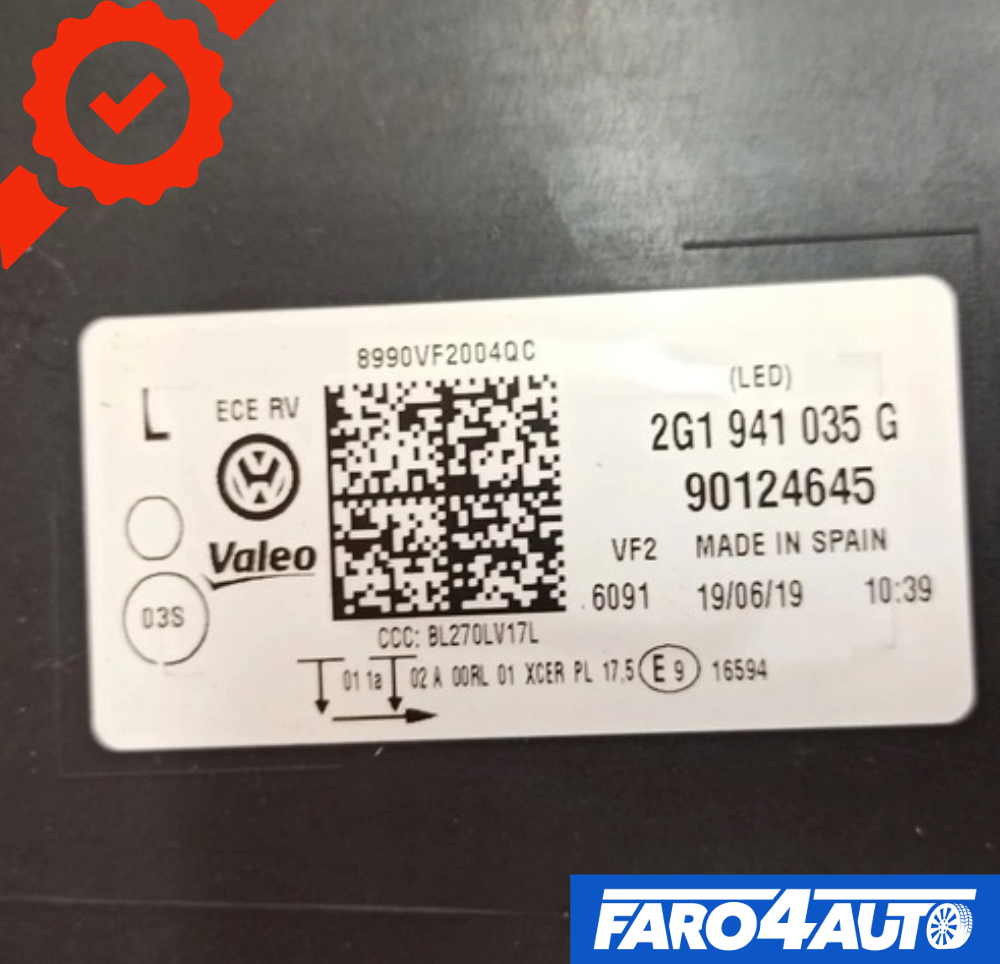 8990VF2004QC
L
ECE RV
(LED)
2G1 941 035 G
90124645
Valeo
VF2 MADE IN SPAIN
03S
6091 19/06/19 10:39
CCC: BL270LV17L
01 1a 02 A 00RL 01 XCER PL 17,5 E 9 16594
FARO4AUTO